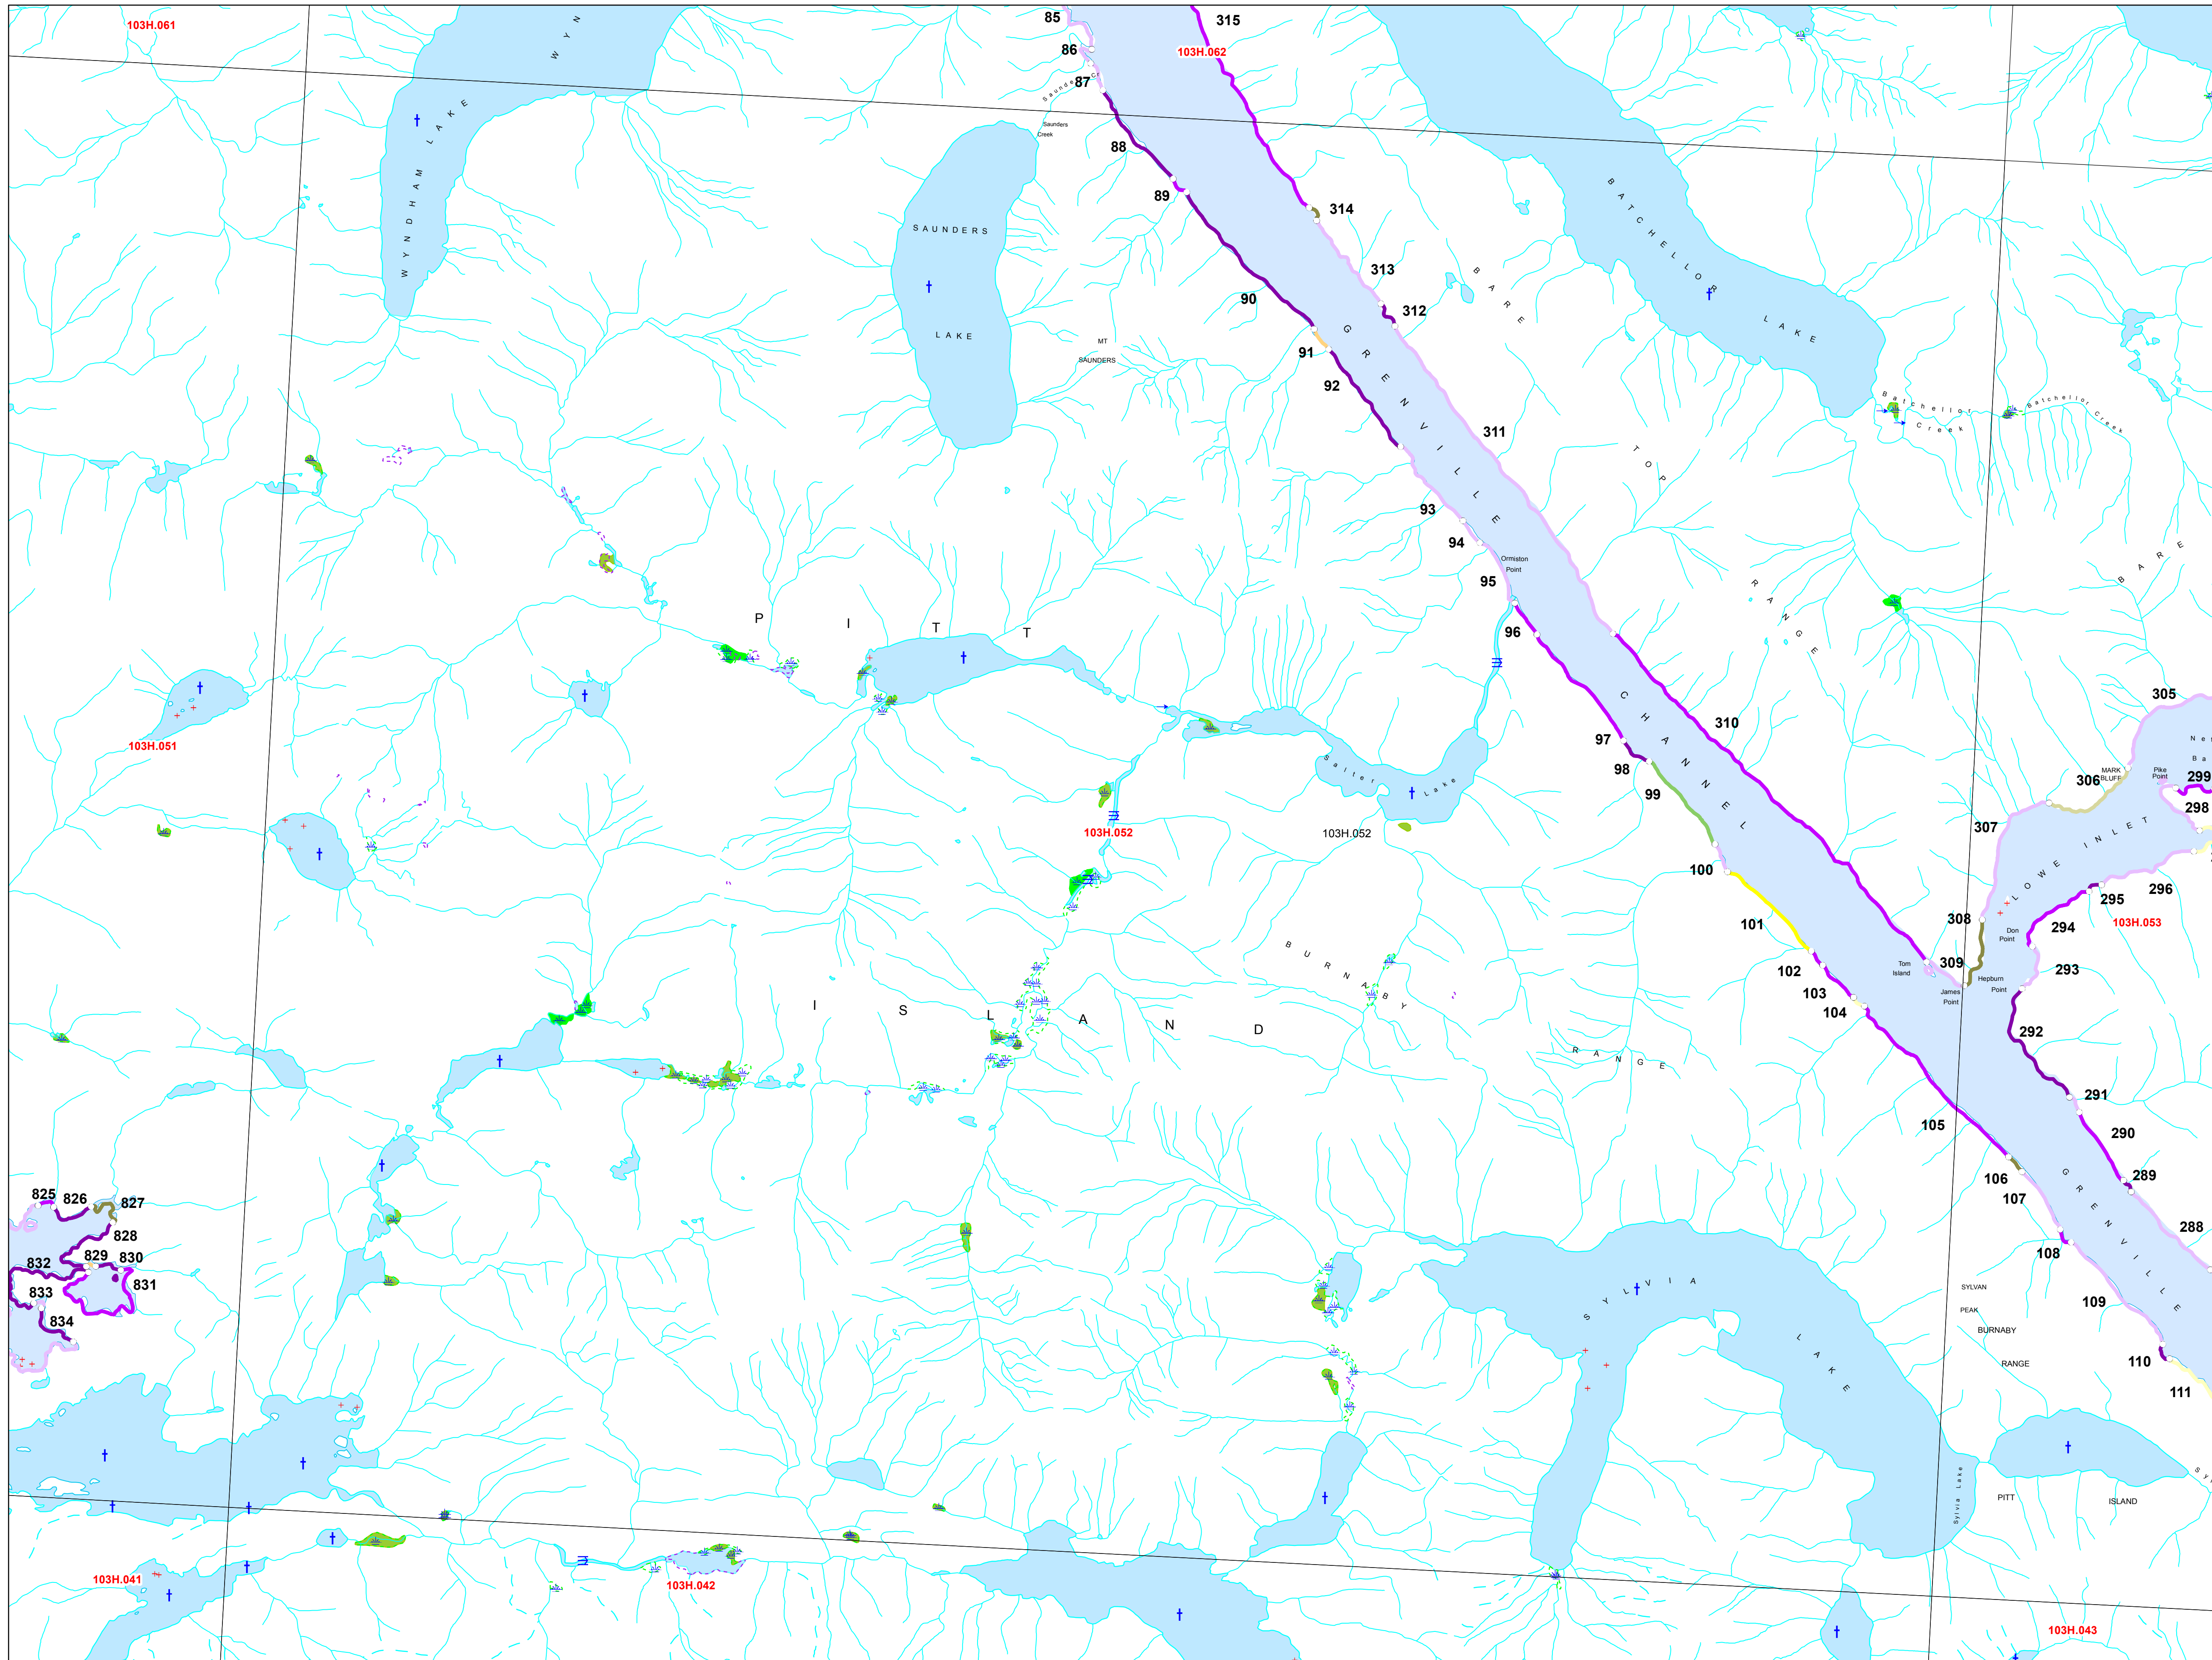 103H.061
85
315
86
103H.062
87
Saunders
Creek
88
89
314
WYNDHAM LAKE
WYN
SAUNDERS
LAKE
313
90
312
BARE
BATCHELLOR
LAKE
91
MT
SAUNDERS
92
GRENVILLE
Batchellor
Creek
Batchellor Creek
311
TOP
93
94
Ormiston
Point
95
96
RANGE
BARE
PITT
305
CHANNEL
310
97
98
99
103H.051
Salter
Lake
MARK
BLUFF
306
Pike
Point
299
298
307
103H.052
103H.052
LOWE INLET
100
296
295
101
308
294
103H.053
Don
Point
BURNABY
102
Tom
Island
309
293
Hepburn
Point
James
Point
103
104
ISLAND
292
RANGE
291
105
290
106
289
107
GRENVILLE
825
826
827
828
288
829
830
832
831
833
834
108
SYLVIA
LAKE
SYLVAN
PEAK
109
BURNABY
RANGE
110
111
Sylvia Lake
PITT
ISLAND
103H.041
103H.042
103H.043